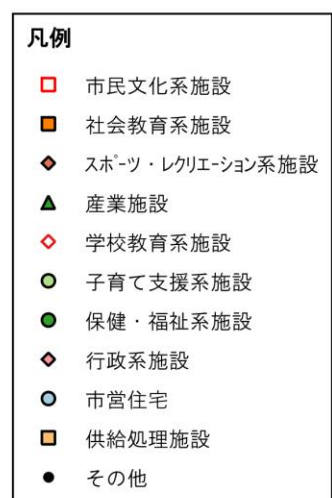 凡例
市民文化系施設
社会教育系施設
スポーツ・レクリエーション系施設
産業施設
学校教育系施設
子育て支援系施設
保健・福祉系施設
行政系施設
市営住宅
供給処理施設
その他